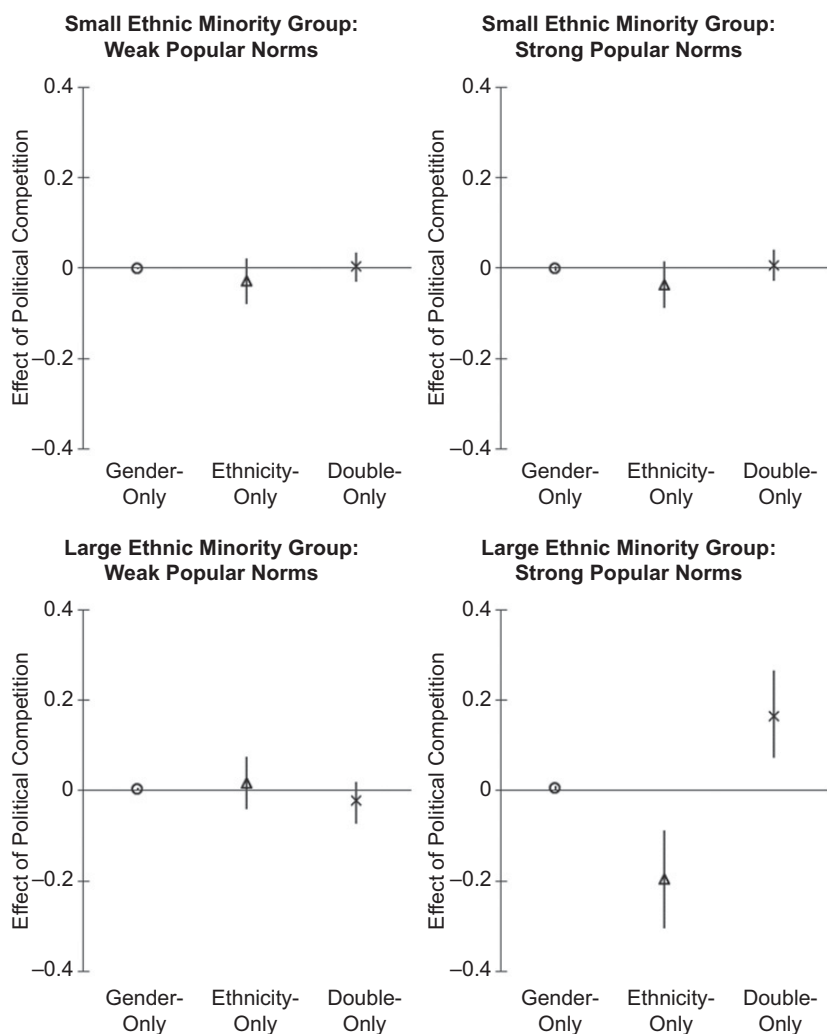 Small Ethnic Minority Group:
Weak Popular Norms
Effect of Political Competition
0.4
0.2
0
–0.2
–0.4
Gender-
Only
Ethnicity-
Only
Double-
Only
Small Ethnic Minority Group:
Strong Popular Norms
Effect of Political Competition
0.4
0.2
0
–0.2
–0.4
Gender-
Only
Ethnicity-
Only
Double-
Only
Large Ethnic Minority Group:
Weak Popular Norms
Effect of Political Competition
0.4
0.2
0
–0.2
–0.4
Gender-
Only
Ethnicity-
Only
Double-
Only
Large Ethnic Minority Group:
Strong Popular Norms
Effect of Political Competition
0.4
0.2
0
–0.2
–0.4
Gender-
Only
Ethnicity-
Only
Double-
Only